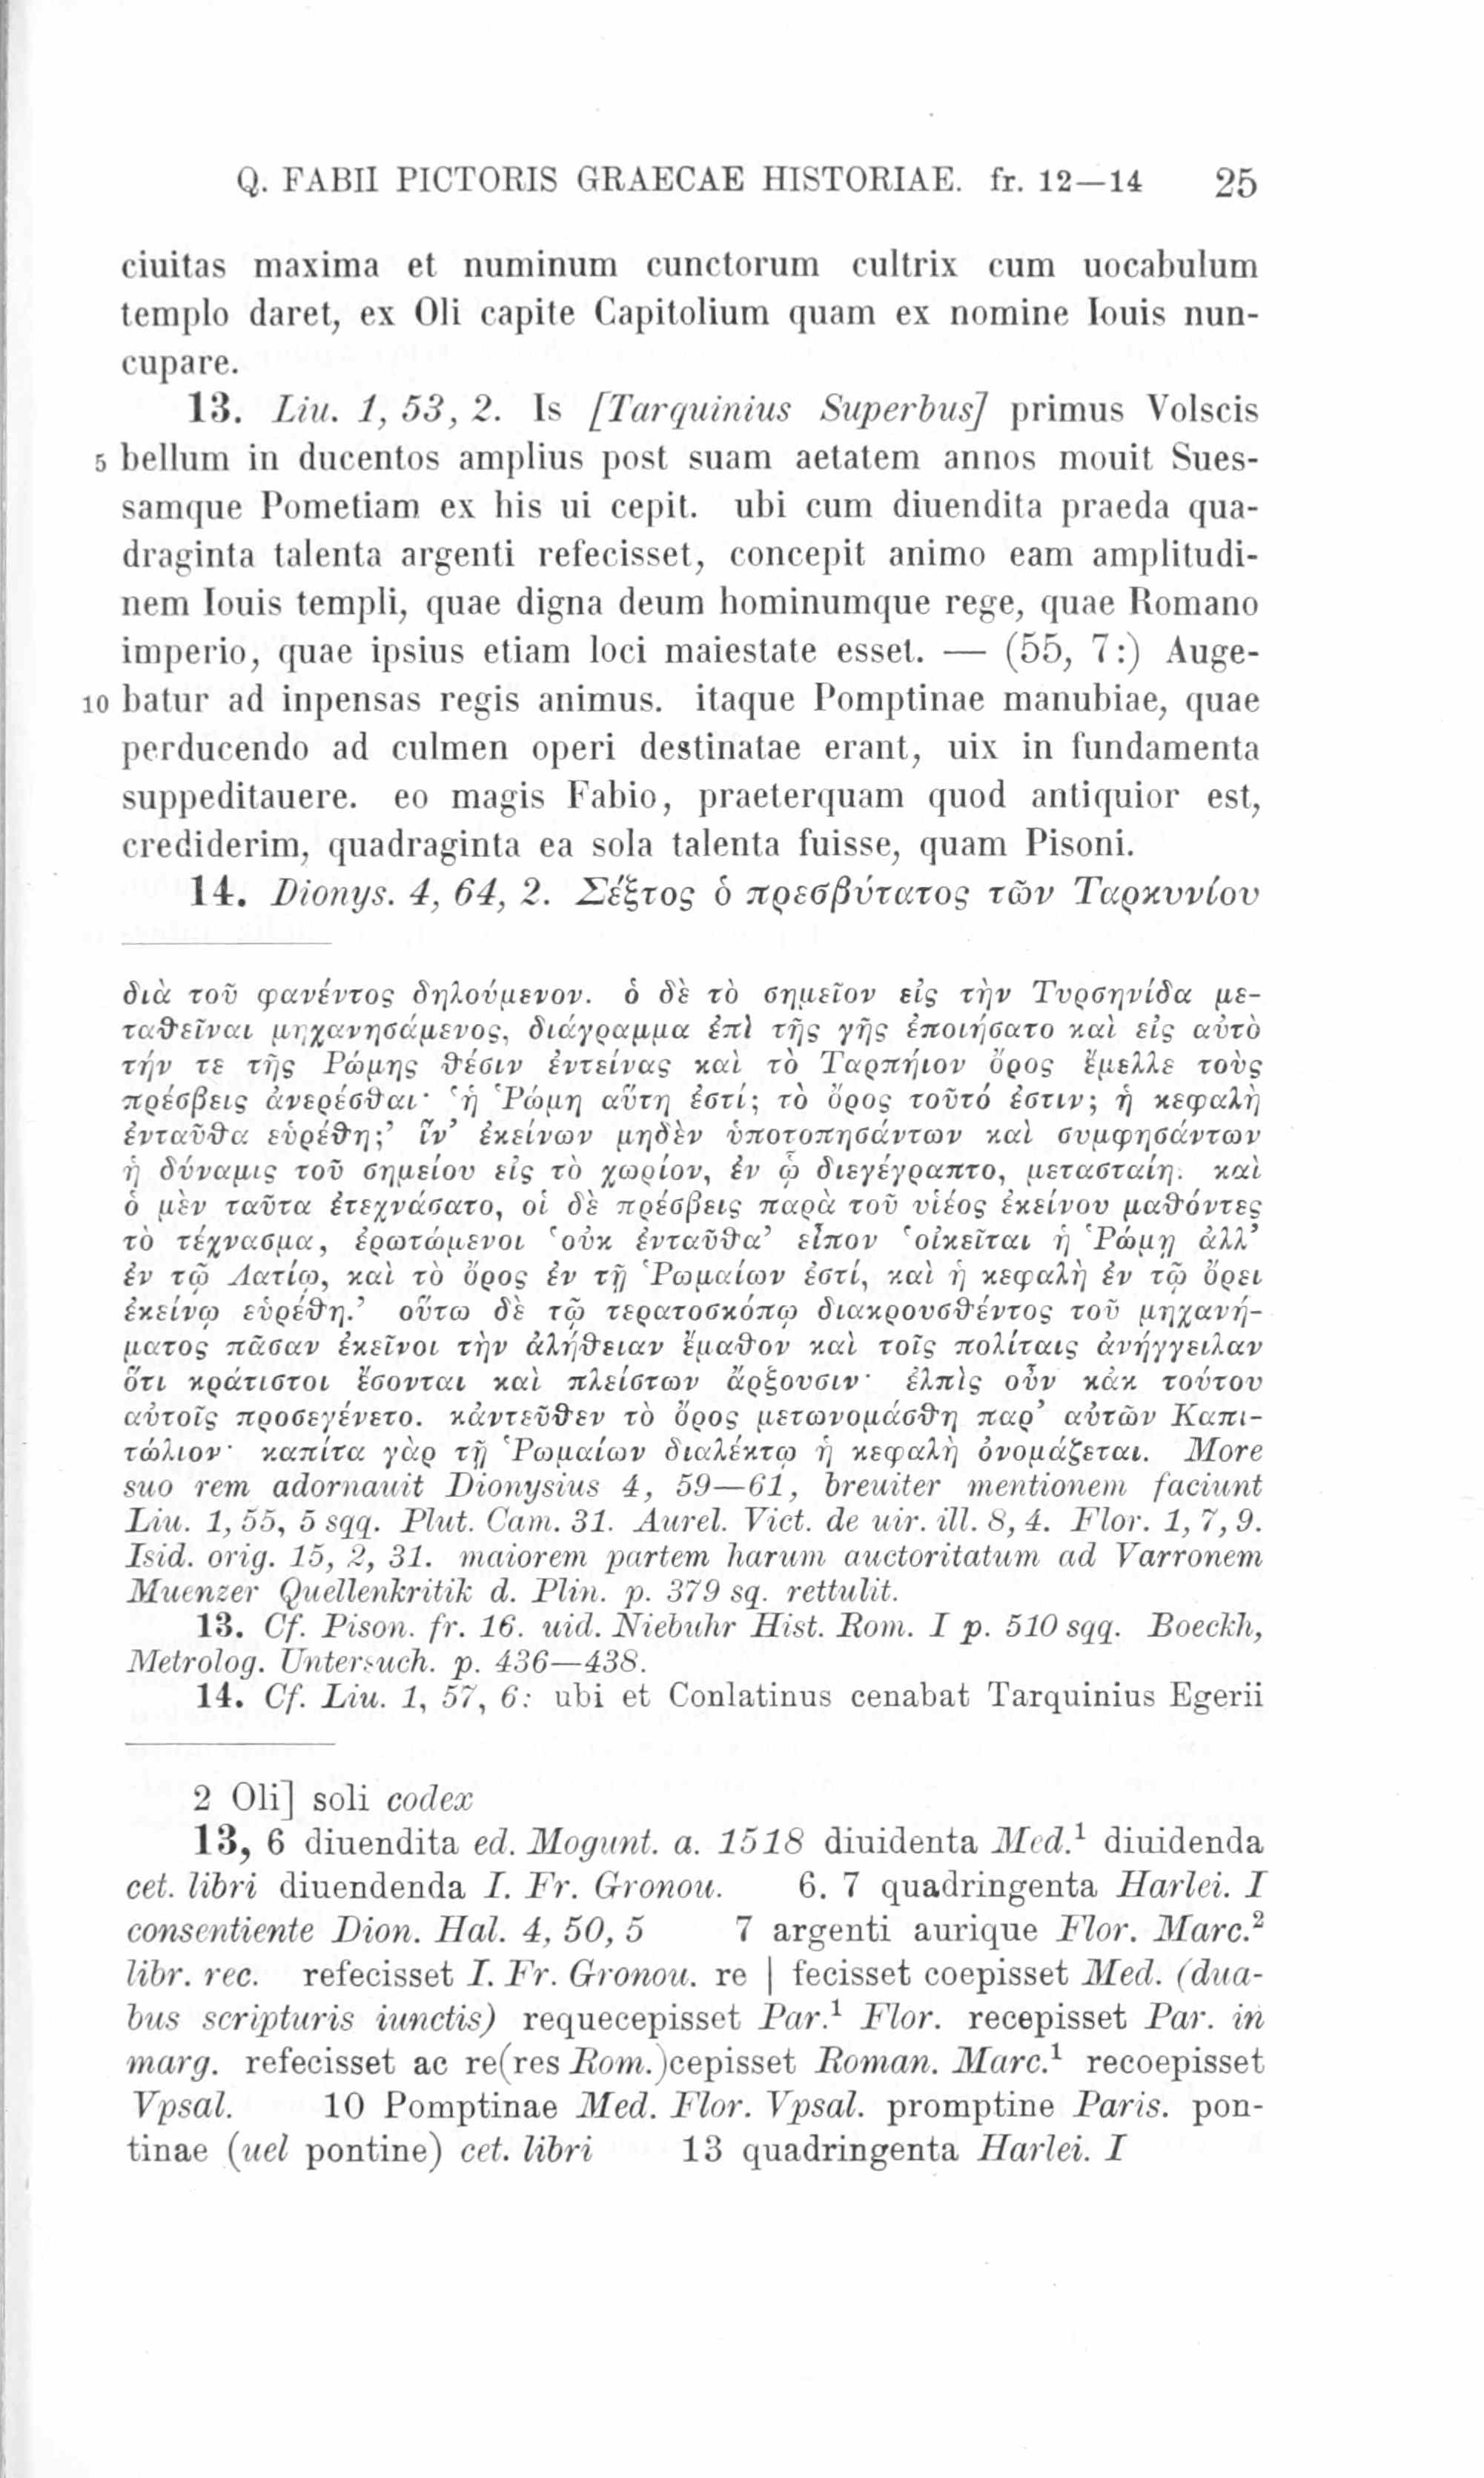 Q. FABII PICTORIS GRAECAE HISTORIAE. fr. 12—14 25
ciuitas maxima et numinum cunctorum cultrix cum uocabulum
templo daret, ex Oli capite Capitolium quam ex nomine Iouis nun-
cupare.
13. Liu. 1, 53, 2. Is [Tarquinius Superbus] primus Volscis
5 bellum in ducentos amplius post suam aetatem annos mouit Sues-
samque Pometiam ex his ui cepit. ubi cum diuendita praeda qua-
draginta talenta argenti refecisset, concepit animo eam amplitudi-
nem Iouis templi, quae digna deum hominumque rege, quae Romano
imperio, quae ipsius etiam loci maiestate esset. — (55, 7:) Auge-
10 batur ad inpensas regis animus. itaque Pomptinae manubiae, quae
perducendo ad culmen operi destinatae erant, uix in fundamenta
suppeditauere. eo magis Fabio, praeterquam quod antiquior est,
crediderim, quadraginta ea sola talenta fuisse, quam Pisoni.
14. Dionys. 4, 64, 2. Σέξτος ὁ πρεσβύτατος τῶν Ταρκυνίου
διὰ τοῦ φανέντος δηλούμενον. ὁ δὲ τὸ σημεῖον εἰς τὴν Τυρσηνίδα με-
ταθεῖναι μηχανησάμενος, διάγραμμα ἐπὶ τῆς γῆς ἐποιήσατο καὶ εἰς αὐτὸ
τήν τε τῆς Ῥώμης θέσιν ἐντείνας καὶ τὸ Ταρπήιον ὄρος ἔμελλε τοὺς
πρέσβεις ἀνερέσθαι· ‘ἡ Ῥώμη αὕτη ἐστί; τὸ ὄρος τοῦτό ἐστιν; ἡ κεφαλὴ
ἐνταῦθα εὑρέθη;’ ἵν’ ἐκείνων μηδὲν ὑποτοπησάντων καὶ συμφησάντων
ἡ δύναμις τοῦ σημείου εἰς τὸ χωρίον, ἐν ᾧ διεγέγραπτο, μετασταίη. καὶ
ὁ μὲν ταῦτα ἐτεχνάσατο, οἱ δὲ πρέσβεις παρὰ τοῦ υἱέος ἐκείνου μαθόντες
τὸ τέχνασμα, ἐρωτώμενοι ‘οὐκ ἐνταῦθα’ εἶπον ‘οἰκεῖται ἡ Ῥώμη ἀλλ’
ἐν τῷ Λατίῳ, καὶ τὸ ὄρος ἐν τῇ Ῥωμαίων ἐστί, καὶ ἡ κεφαλὴ ἐν τῷ ὄρει
ἐκείνῳ εὑρέθη.’ οὕτω δὲ τῷ τερατοσκόπῳ διακρουσθέντος τοῦ μηχανή-
ματος πᾶσαν ἐκεῖνοι τὴν ἀλήθειαν ἔμαθον καὶ τοῖς πολίταις ἀνήγγειλαν
ὅτι κράτιστοι ἔσονται καὶ πλείστων ἄρξουσιν· ἐλπὶς οὖν κἀκ τούτου
αὐτοῖς προσεγένετο. κἀντεῦθεν τὸ ὄρος μετωνομάσθη παρ’ αὐτῶν Καπι-
τώλιον· καπίτα γὰρ τῇ Ῥωμαίων διαλέκτῳ ἡ κεφαλὴ ὀνομάζεται. More
suo rem adornauit Dionysius 4, 59—61, breuiter mentionem faciunt
Liu. 1, 55, 5 sqq. Plut. Cam. 31. Aurel. Vict. de uir. ill. 8, 4. Flor. 1, 7, 9.
Isid. orig. 15, 2, 31. maiorem partem harum auctoritatum ad Varronem
Muenzer Quellenkritik d. Plin. p. 379 sq. rettulit.
13. Cf. Pison. fr. 16. uid. Niebuhr Hist. Rom. I p. 510 sqq. Boeckh,
Metrolog. Untersuch. p. 436—438.
14. Cf. Liu. 1, 57, 6: ubi et Conlatinus cenabat Tarquinius Egerii
2 Oli] soli codex
13, 6 diuendita ed. Mogunt. a. 1518 diuidenta Med.¹ diuidenda
cet. libri diuendenda I. Fr. Gronou. 6. 7 quadringenta Harlei. I
consentiente Dion. Hal. 4, 50, 5 7 argenti aurique Flor. Marc.²
libr. rec. refecisset I. Fr. Gronou. re | fecisset coepisset Med. (dua-
bus scripturis iunctis) requecepisset Par.¹ Flor. recepisset Par. in
marg. refecisset ac re(res Rom.)cepisset Roman. Marc.¹ recoepisset
Vpsal. 10 Pomptinae Med. Flor. Vpsal. promptine Paris. pon-
tinae (uel pontine) cet. libri 13 quadringenta Harlei. I